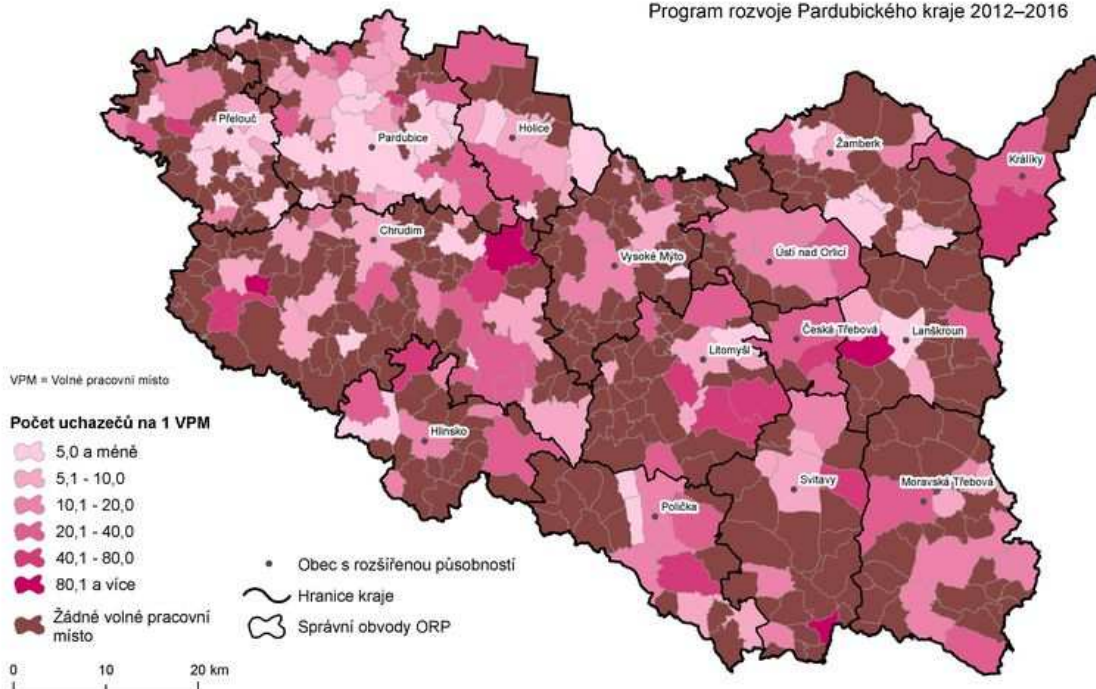 Program rozvoje Pardubického kraje 2012–2016
Přelouč
Pardubice
Holice
Žamberk
Králíky
Chrudim
Vysoké Mýto
Ústí nad Orlicí
Česká Třebová
Lanškroun
Litomyšl
Hlinsko
Svitavy
Moravská Třebová
Polička
VPM = Volné pracovní místo
Počet uchazečů na 1 VPM
5,0 a méně
5,1 - 10,0
10,1 - 20,0
20,1 - 40,0
40,1 - 80,0
80,1 a více
Žádné volné pracovní
místo
Obec s rozšířenou působností
Hranice kraje
Správní obvody ORP
0 10 20 km